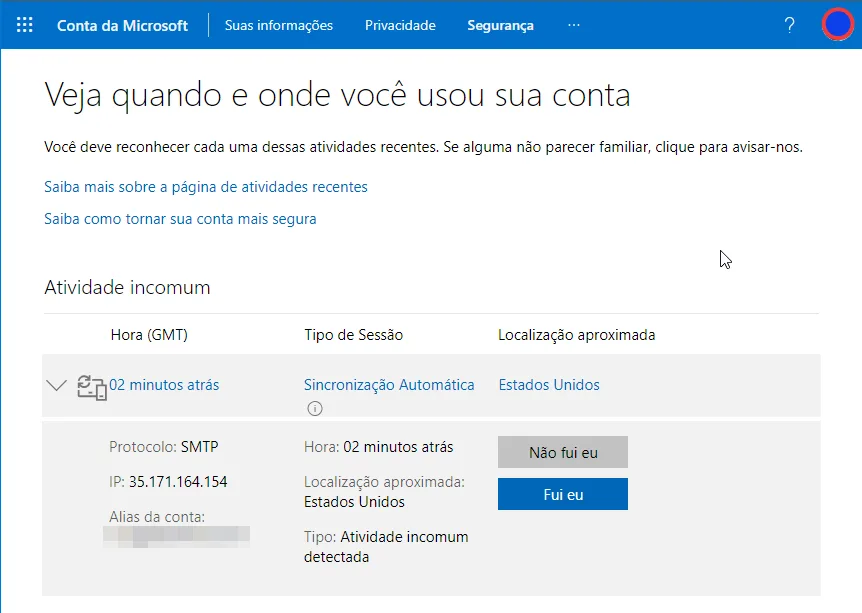 Conta da Microsoft Suas informações Privacidade Segurança ... ?
Veja quando e onde você usou sua conta
Você deve reconhecer cada uma dessas atividades recentes. Se alguma não parecer familiar, clique para avisar-nos.
Saiba mais sobre a página de atividades recentes
Saiba como tornar sua conta mais segura
Atividade incomum
Hora (GMT) Tipo de Sessão Localização aproximada
02 minutos atrás Sincronização Automática Estados Unidos
Protocolo: SMTP
IP: 35.171.164.154
Alias da conta:
Hora: 02 minutos atrás
Localização aproximada:
Estados Unidos
Tipo: Atividade incomum
detectada
Não fui eu
Fui eu